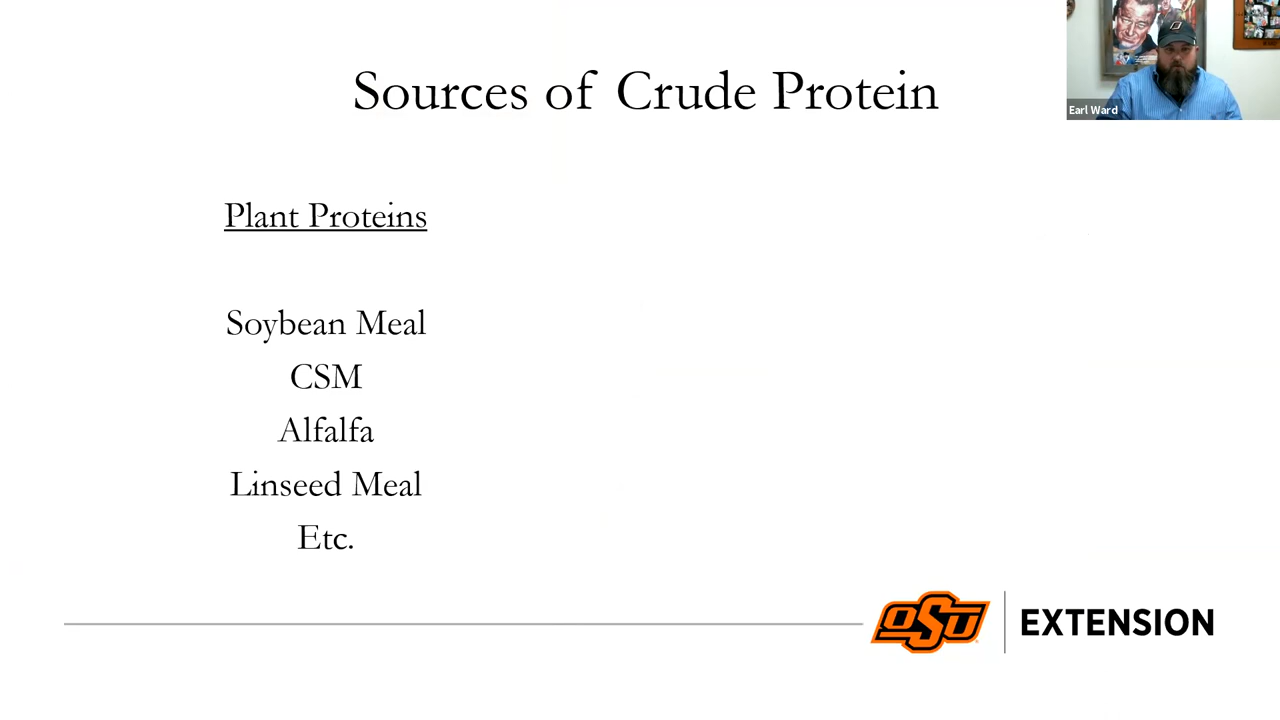 Sources of Crude Protein
Earl Ward
Plant Proteins
Soybean Meal
CSM
Alfalfa
Linseed Meal
Etc.
OSU
EXTENSION